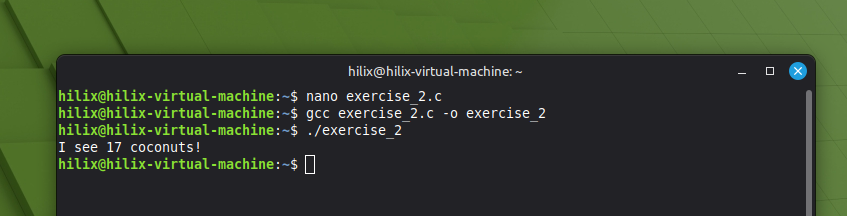 hilix@hilix-virtual-machine: ~
hilix@hilix-virtual-machine:~$ nano exercise_2.c
hilix@hilix-virtual-machine:~$ gcc exercise_2.c -o exercise_2
hilix@hilix-virtual-machine:~$ ./exercise_2
I see 17 coconuts!
hilix@hilix-virtual-machine:~$